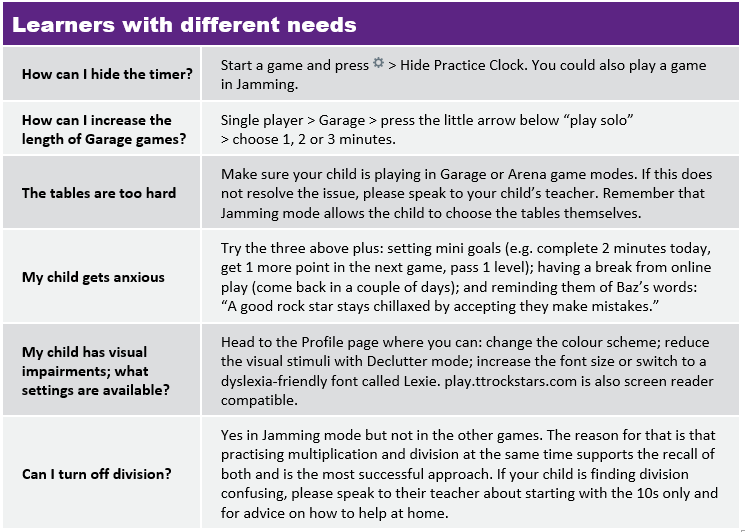 Learners with different needs
How can I hide the timer?
Start a game and press > Hide Practice Clock. You could also play a game
in Jamming.
How can I increase the
length of Garage games?
Single player > Garage > press the little arrow below “play solo”
> choose 1, 2 or 3 minutes.
The tables are too hard
Make sure your child is playing in Garage or Arena game modes. If this does
not resolve the issue, please speak to your child’s teacher. Remember that
Jamming mode allows the child to choose the tables themselves.
My child gets anxious
Try the three above plus: setting mini goals (e.g. complete 2 minutes today,
get 1 more point in the next game, pass 1 level); having a break from online
play (come back in a couple of days); and reminding them of Baz’s words:
“A good rock star stays chillaxed by accepting they make mistakes.”
My child has visual
impairments; what
settings are available?
Head to the Profile page where you can: change the colour scheme; reduce
the visual stimuli with Declutter mode; increase the font size or switch to a
dyslexia-friendly font called Lexie. play.ttrockstars.com is also screen reader
compatible.
Can I turn off division?
Yes in Jamming mode but not in the other games. The reason for that is that
practising multiplication and division at the same time supports the recall of
both and is the most successful approach. If your child is finding division
confusing, please speak to their teacher about starting with the 10s only and
for advice on how to help at home.